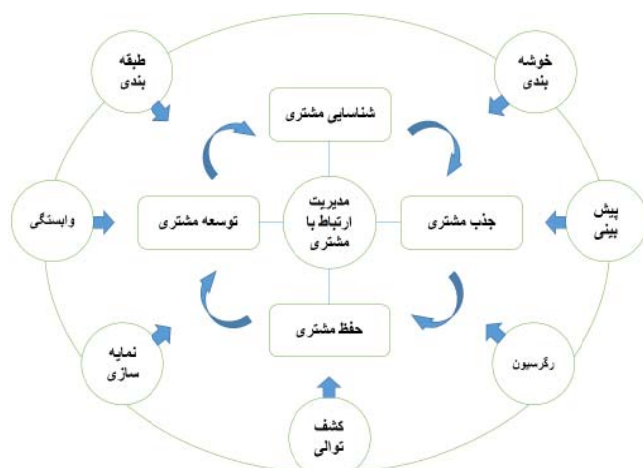 خوشه
بندی
طبقه
بندی
شناسایی مشتری
پیش
بینی
جذب مشتری
مدیریت
ارتباط با
مشتری
توسعه مشتری
وابستگی
حفظ مشتری
رگرسیون
نمایه
سازی
کشف
توالی